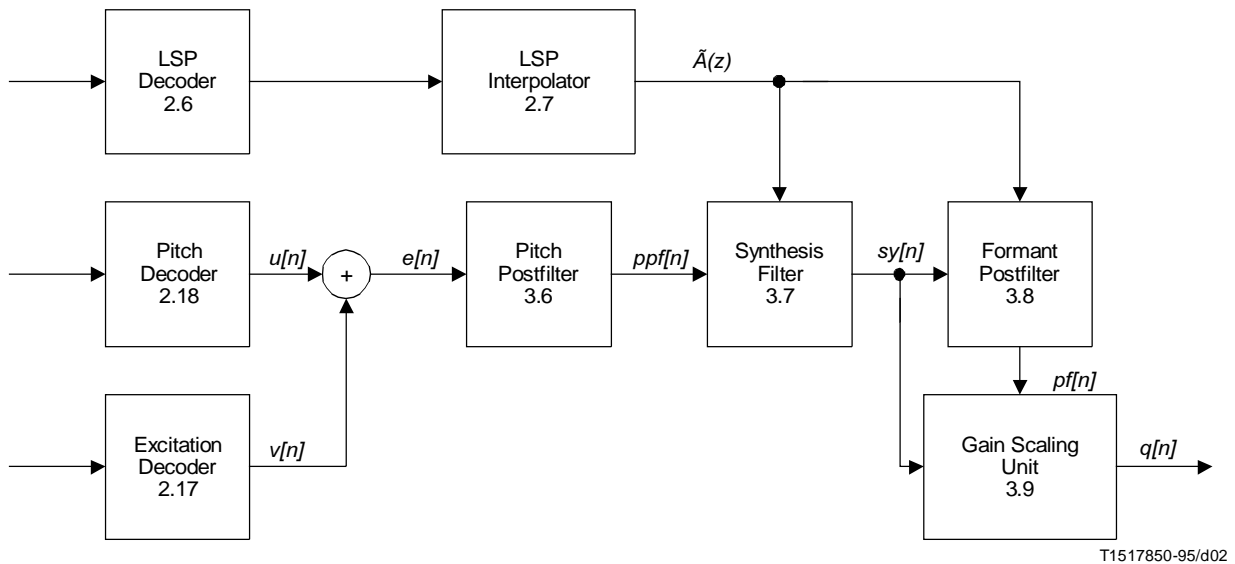 LSP
Decoder
2.6
LSP
Interpolator
2.7
Ã(z)
Pitch
Decoder
2.18
u[n]
+
e[n]
Pitch
Postfilter
3.6
ppf[n]
Synthesis
Filter
3.7
sy[n]
Formant
Postfilter
3.8
pf[n]
Excitation
Decoder
2.17
v[n]
Gain Scaling
Unit
3.9
q[n]
T1517850-95/d02